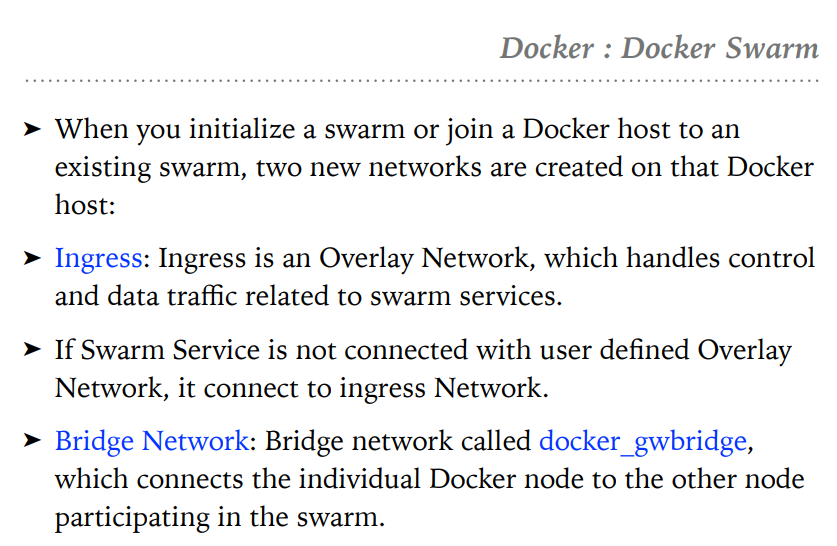 Docker : Docker Swarm
➤ When you initialize a swarm or join a Docker host to an
existing swarm, two new networks are created on that Docker
host:
➤ Ingress: Ingress is an Overlay Network, which handles control
and data traffic related to swarm services.
➤ If Swarm Service is not connected with user defined Overlay
Network, it connect to ingress Network.
➤ Bridge Network: Bridge network called docker_gwbridge,
which connects the individual Docker node to the other node
participating in the swarm.